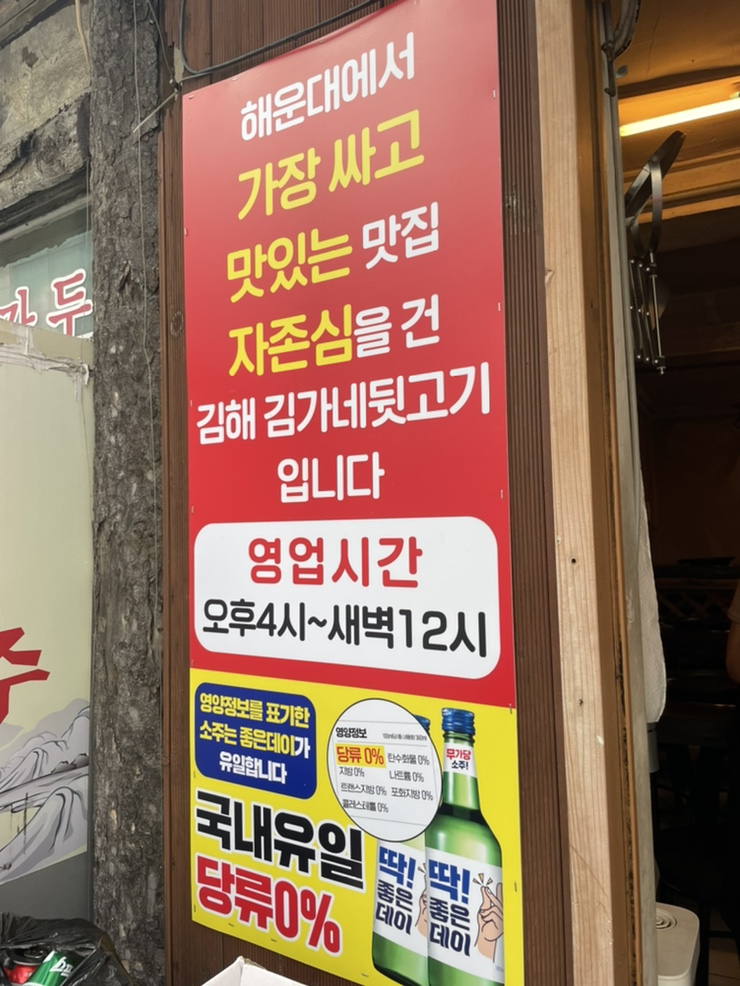 해운대에서
가장 싸고
맛있는 맛집
자존심을 건
김해 김가네뒷고기
입니다
영업시간
오후4시~새벽12시
영양정보를 표기한
소주는 좋은데이가
유일합니다
영양정보
당류 0% 탄수화물 0%
지방 0% 나트륨 0%
트랜스지방 0% 포화지방 0%
콜레스테롤 0%
무가당
소주!
국내유일
당류0%
딱!
좋은
데이
딱!
좋은
데이